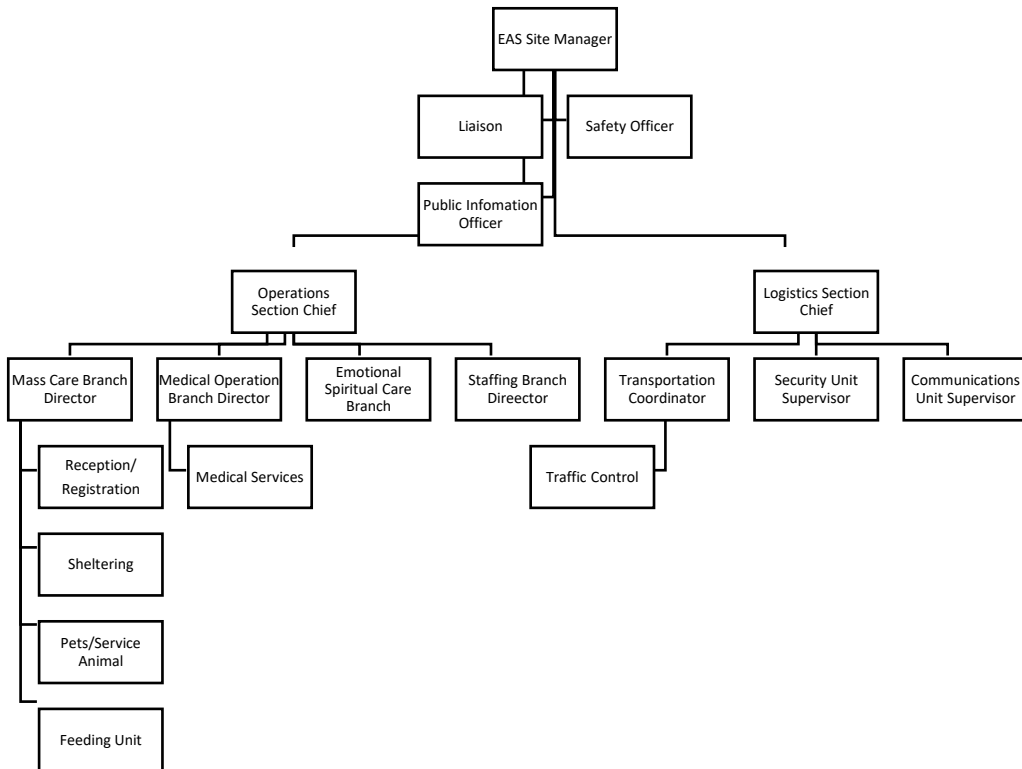 EAS Site Manager
Liaison
Safety Officer
Public Infomation
Officer
Operations
Section Chief
Logistics Section
Chief
Mass Care Branch
Director
Medical Operation
Branch Director
Emotional
Spiritual Care
Branch
Staffing Branch
Direector
Transportation
Coordinator
Security Unit
Supervisor
Communications
Unit Supervisor
Reception/
Registration
Medical Services
Traffic Control
Sheltering
Pets/Service
Animal
Feeding Unit